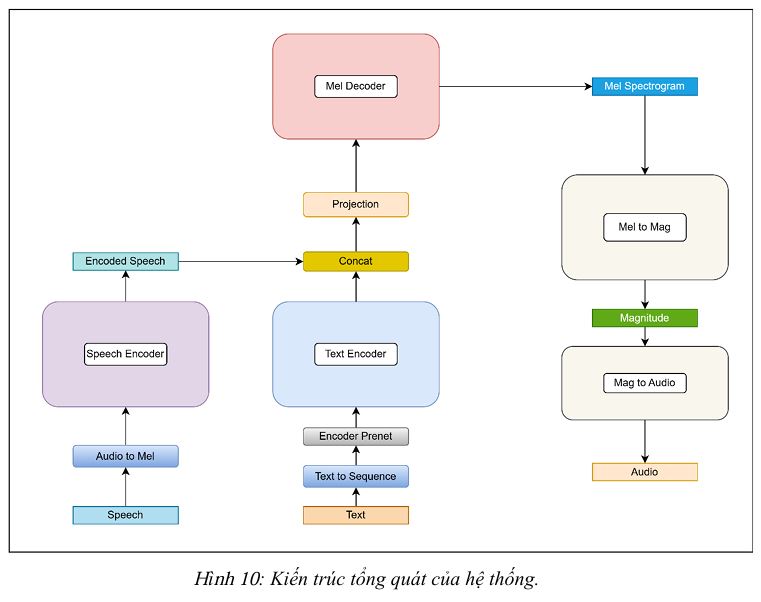 Mel Decoder
Mel Spectrogram
Projection
Mel to Mag
Encoded Speech
Concat
Magnitude
Speech Encoder
Text Encoder
Mag to Audio
Encoder Prenet
Audio to Mel
Text to Sequence
Audio
Speech
Text
Hình 10: Kiến trúc tổng quát của hệ thống.